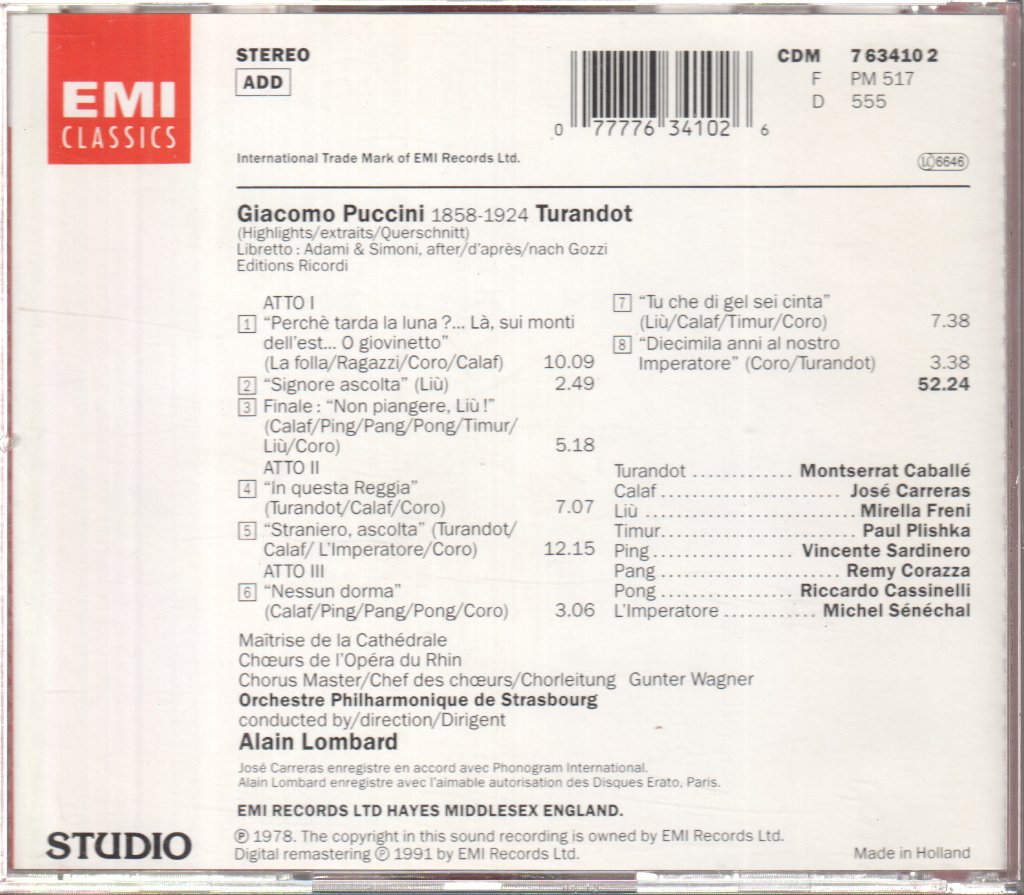 EMI
CLASSICS
STEREO
ADD
0 77776 34102 6
CDM 7 63410 2
F PM 517
D 555
International Trade Mark of EMI Records Ltd.
LC 6646
Giacomo Puccini 1858-1924 Turandot
(Highlights/extraits/Querschnitt)
Libretto : Adami & Simoni, after/d'après/nach Gozzi
Editions Ricordi
ATTO I
1 "Perchè tarda la luna ?... Là, sui monti
dell'est... O giovinetto"
(La folla/Ragazzi/Coro/Calaf) 10.09
2 "Signore ascolta" (Liù) 2.49
3 Finale : "Non piangere, Liù !"
(Calaf/Ping/Pang/Pong/Timur/
Liù/Coro) 5.18
ATTO II
4 "In questa Reggia"
(Turandot/Calaf/Coro) 7.07
5 "Straniero, ascolta" (Turandot/
Calaf/ L'Imperatore/Coro) 12.15
ATTO III
6 "Nessun dorma"
(Calaf/Ping/Pang/Pong/Coro) 3.06
7 "Tu che di gel sei cinta"
(Liù/Calaf/Timur/Coro) 7.38
8 "Diecimila anni al nostro
Imperatore" (Coro/Turandot) 3.38
52.24
Turandot ............ Montserrat Caballé
Calaf ...................... José Carreras
Liù .......................... Mirella Freni
Timur........................ Paul Plishka
Ping ................. Vincente Sardinero
Pang ...................... Remy Corazza
Pong ................. Riccardo Cassinelli
L'Imperatore ............ Michel Sénéchal
Maîtrise de la Cathédrale
Chœurs de l'Opéra du Rhin
Chorus Master/Chef des chœurs/Chorleitung Gunter Wagner
Orchestre Philharmonique de Strasbourg
conducted by/direction/Dirigent
Alain Lombard
José Carreras enregistre en accord avec Phonogram International.
Alain Lombard enregistre avec l'aimable autorisation des Disques Erato, Paris.
EMI RECORDS LTD HAYES MIDDLESEX ENGLAND.
STUDIO
℗ 1978. The copyright in this sound recording is owned by EMI Records Ltd.
Digital remastering ℗ 1991 by EMI Records Ltd.
Made in Holland